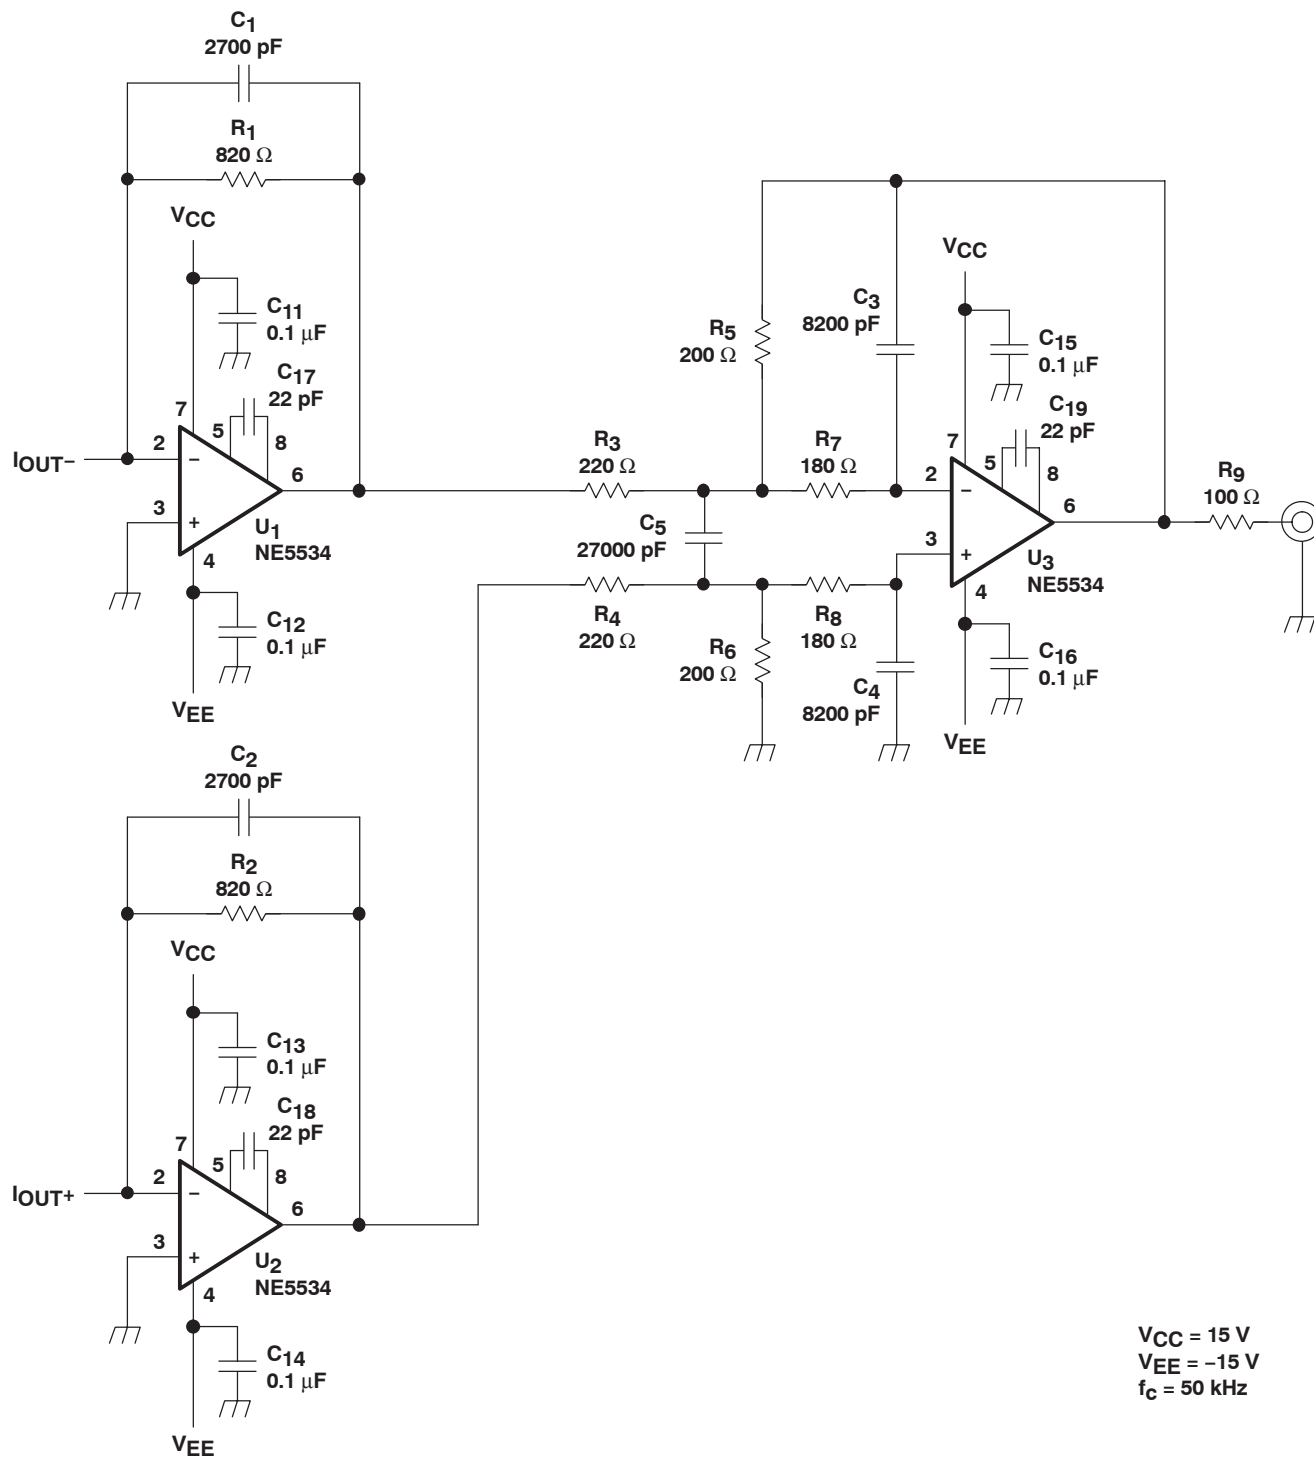 C1
2700 pF
R1
820 Ω
VCC
C11
0.1 μF
C17
22 pF
7
5
8
2
6
IOUT–
–
3
+
U1
NE5534
4
C12
0.1 μF
VEE
R3
220 Ω
C5
27000 pF
R4
220 Ω
R5
200 Ω
C3
8200 pF
R7
180 Ω
R8
180 Ω
R6
200 Ω
C4
8200 pF
VCC
C15
0.1 μF
C19
22 pF
7
5
8
2
6
–
3
+
U3
NE5534
4
C16
0.1 μF
VEE
R9
100 Ω
C2
2700 pF
R2
820 Ω
VCC
C13
0.1 μF
C18
22 pF
7
5
8
2
6
IOUT+
–
3
+
U2
NE5534
4
C14
0.1 μF
VEE
VCC = 15 V
VEE = –15 V
fc = 50 kHz